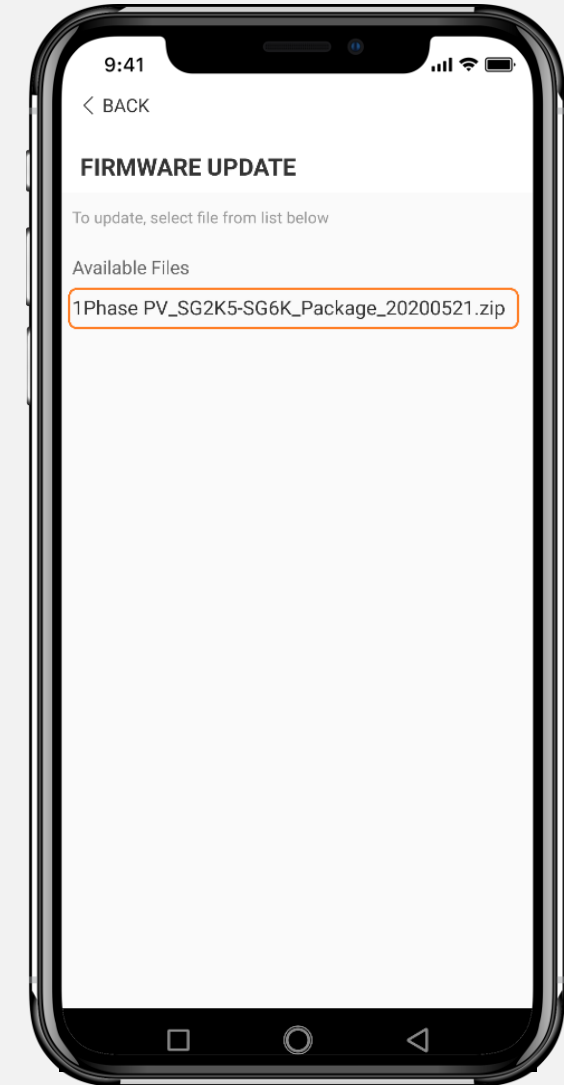 9:41
BACK
FIRMWARE UPDATE
To update, select file from list below
Available Files
1Phase PV_SG2K5-SG6K_Package_20200521.zip